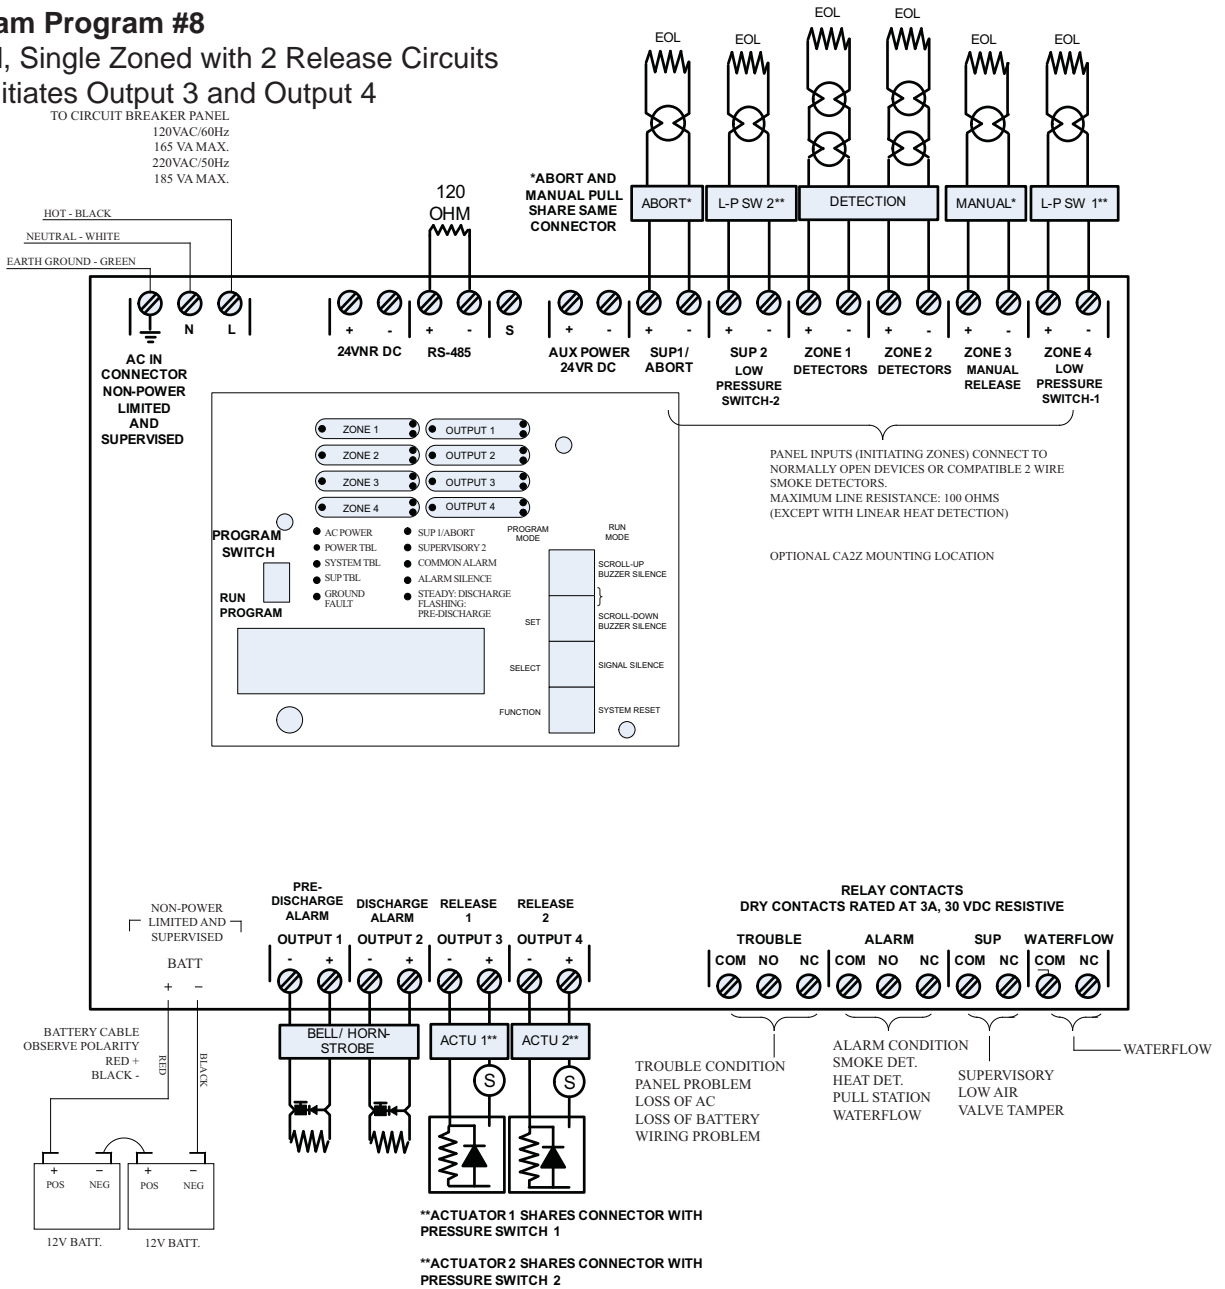 am Program #8
, Single Zoned with 2 Release Circuits
itiates Output 3 and Output 4
TO CIRCUIT BREAKER PANEL
120VAC/60Hz
165 VA MAX.
220VAC/50Hz
185 VA MAX.
HOT - BLACK
NEUTRAL - WHITE
EARTH GROUND - GREEN
120
OHM
*ABORT AND
MANUAL PULL
SHARE SAME
CONNECTOR
EOL
EOL
EOL
EOL
EOL
EOL
ABORT*
L-P SW 2**
DETECTION
MANUAL*
L-P SW 1**
N
L
+ -
+ -
S
+ -
+ -
+ -
+ -
+ -
+ -
+ -
AC IN
CONNECTOR
NON-POWER
LIMITED
AND
SUPERVISED
24VNR DC
RS-485
AUX POWER
24VR DC
SUP1/
ABORT
SUP 2
LOW
PRESSURE
SWITCH-2
ZONE 1
DETECTORS
ZONE 2
DETECTORS
ZONE 3
MANUAL
RELEASE
ZONE 4
LOW
PRESSURE
SWITCH-1
PANEL INPUTS (INITIATING ZONES) CONNECT TO
NORMALLY OPEN DEVICES OR COMPATIBLE 2 WIRE
SMOKE DETECTORS.
MAXIMUM LINE RESISTANCE: 100 OHMS
(EXCEPT WITH LINEAR HEAT DETECTION)
OPTIONAL CA2Z MOUNTING LOCATION
ZONE 1
OUTPUT 1
ZONE 2
OUTPUT 2
ZONE 3
OUTPUT 3
ZONE 4
OUTPUT 4
PROGRAM
SWITCH
RUN
PROGRAM
AC POWER
POWER TBL
SYSTEM TBL
SUP TBL
GROUND
FAULT
SUP 1/ABORT
SUPERVISORY 2
COMMON ALARM
ALARM SILENCE
STEADY: DISCHARGE
FLASHING:
PRE-DISCHARGE
PROGRAM
MODE
RUN
MODE
SCROLL-UP
BUZZER SILENCE
}
SET
SCROLL-DOWN
BUZZER SILENCE
SELECT
SIGNAL SILENCE
FUNCTION
SYSTEM RESET
NON-POWER
LIMITED AND
SUPERVISED
BATT
+ −
PRE-
DISCHARGE
ALARM
DISCHARGE
ALARM
RELEASE
1
RELEASE
2
OUTPUT 1
OUTPUT 2
OUTPUT 3
OUTPUT 4
- +
- +
- +
- +
RELAY CONTACTS
DRY CONTACTS RATED AT 3A, 30 VDC RESISTIVE
TROUBLE
ALARM
SUP
WATERFLOW
COM NO NC
COM NO NC
COM NC
COM NC
BATTERY CABLE
OBSERVE POLARITY
RED +
BLACK -
RED
BLACK
BELL/ HORN-
STROBE
ACTU 1**
ACTU 2**
S
S
TROUBLE CONDITION
PANEL PROBLEM
LOSS OF AC
LOSS OF BATTERY
WIRING PROBLEM
ALARM CONDITION
SMOKE DET.
HEAT DET.
PULL STATION
WATERFLOW
SUPERVISORY
LOW AIR
VALVE TAMPER
WATERFLOW
+ −
POS NEG
+ −
POS NEG
12V BATT.
12V BATT.
**ACTUATOR 1 SHARES CONNECTOR WITH
PRESSURE SWITCH 1
**ACTUATOR 2 SHARES CONNECTOR WITH
PRESSURE SWITCH 2